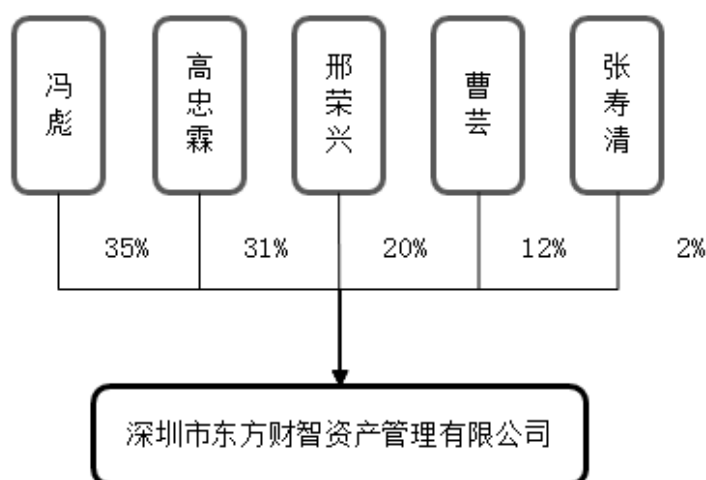 冯彪
高忠霖
邢荣兴
曹芸
张寿清
35%
31%
20%
12%
2%
深圳市东方财智资产管理有限公司